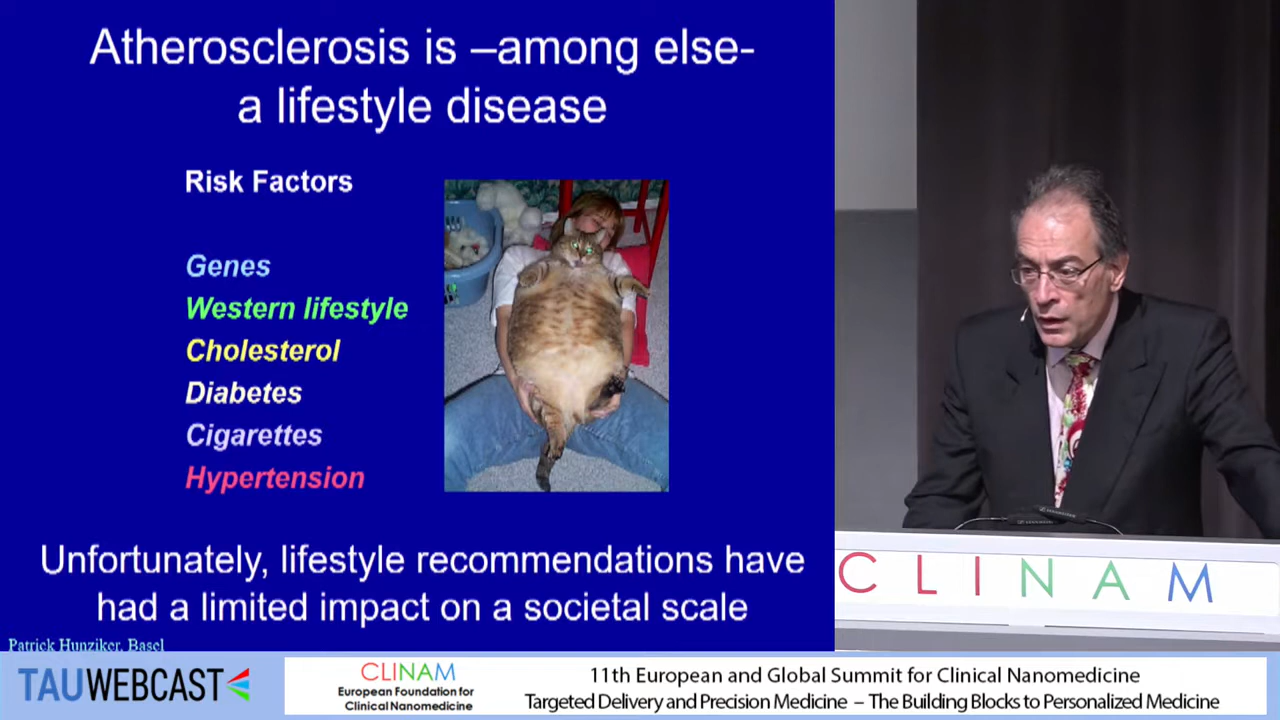 Atherosclerosis is –among else-
a lifestyle disease
Risk Factors
Genes
Western lifestyle
Cholesterol
Diabetes
Cigarettes
Hypertension
Unfortunately, lifestyle recommendations have
had a limited impact on a societal scale
Patrick Hunziker, Basel
CLINAM
TAUWEBCAST
CLINAM
European Foundation for
Clinical Nanomedicine
11th European and Global Summit for Clinical Nanomedicine
Targeted Delivery and Precision Medicine – The Building Blocks to Personalized Medicine